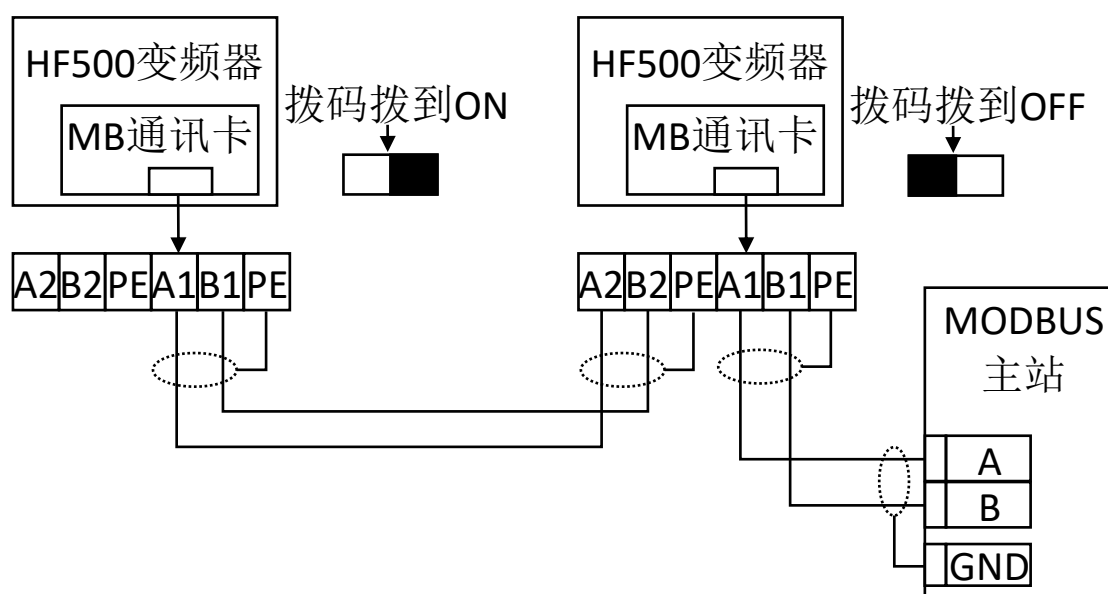 HF500变频器
MB通讯卡
拨码拨到ON
A2 B2 PE A1 B1 PE
HF500变频器
MB通讯卡
拨码拨到OFF
A2 B2 PE A1 B1 PE
MODBUS
主站
A
B
GND